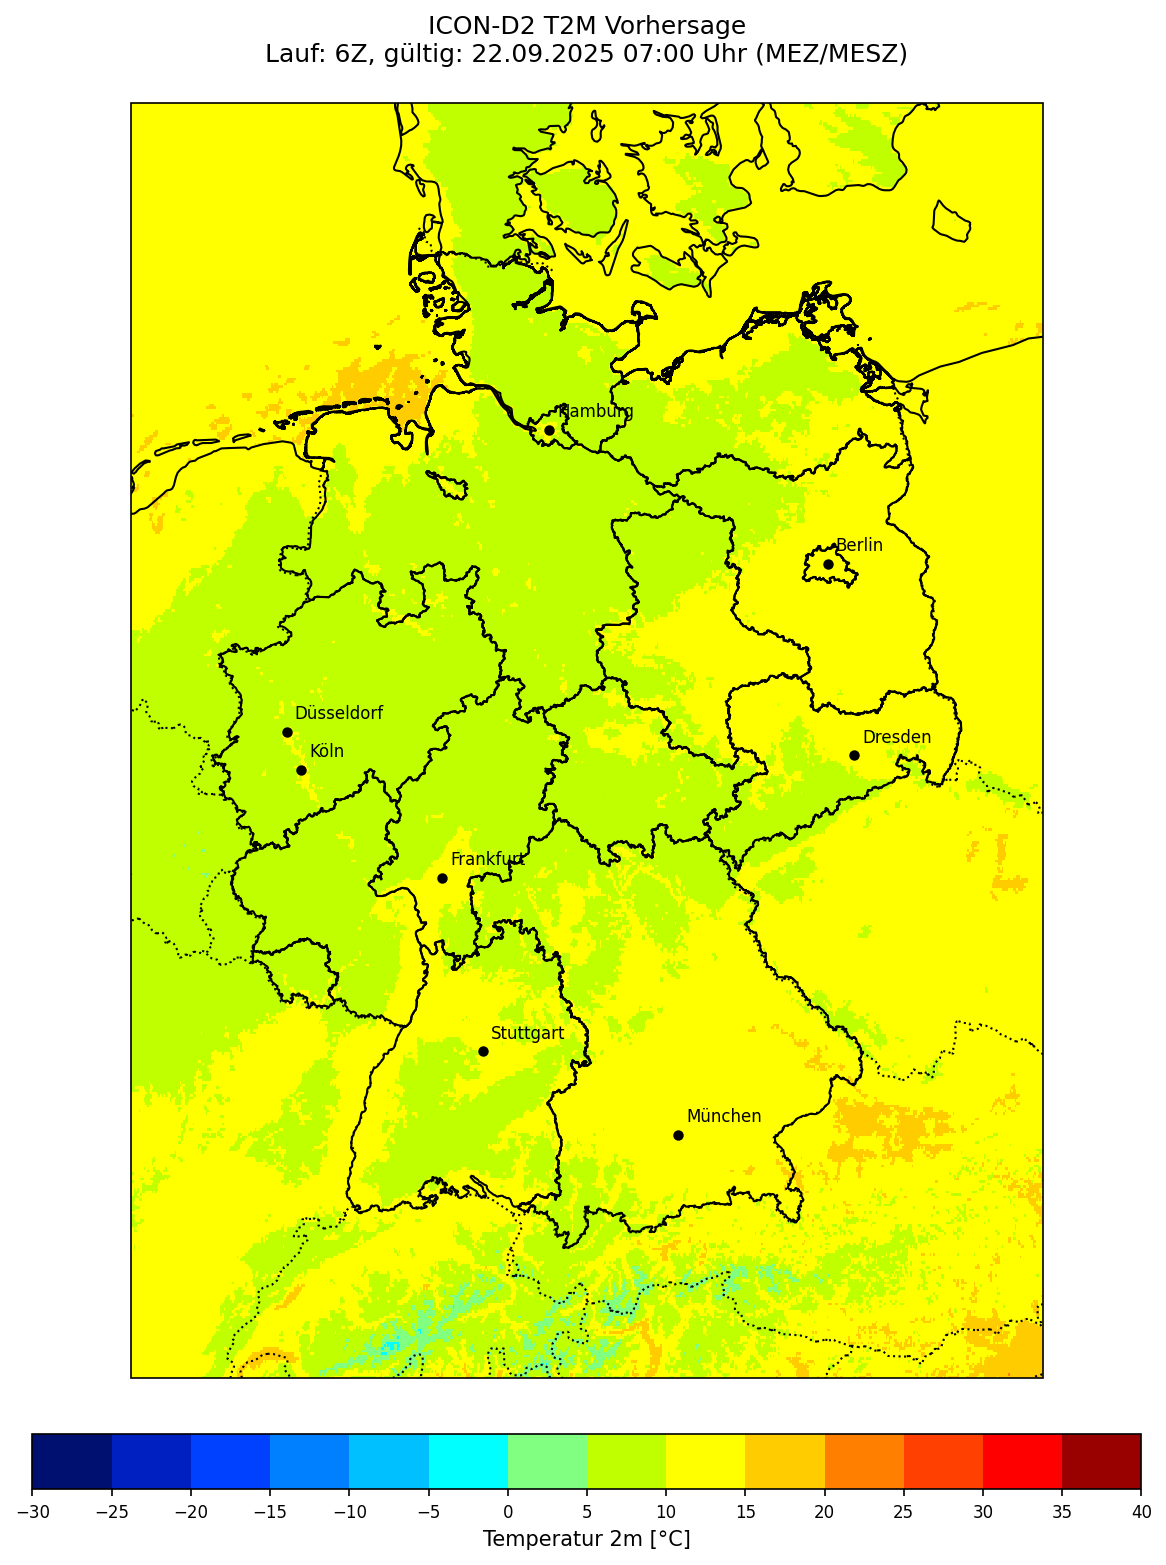 ICON-D2 T2M Vorhersage
Lauf: 6Z, gültig: 22.09.2025 07:00 Uhr (MEZ/MESZ)
Hamburg
Berlin
Düsseldorf
Dresden
Köln
Frankfurt
Stuttgart
München
−30 −25 −20 −15 −10 −5 0 5 10 15 20 25 30 35 40
Temperatur 2m [°C]